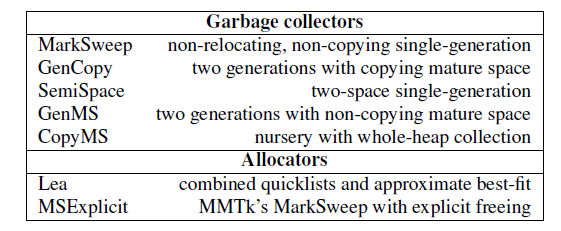 Garbage collectors
MarkSweep non-relocating, non-copying single-generation
GenCopy two generations with copying mature space
SemiSpace two-space single-generation
GenMS two generations with non-copying mature space
CopyMS nursery with whole-heap collection
Allocators
Lea combined quicklists and approximate best-fit
MSExplicit MMTk's MarkSweep with explicit freeing